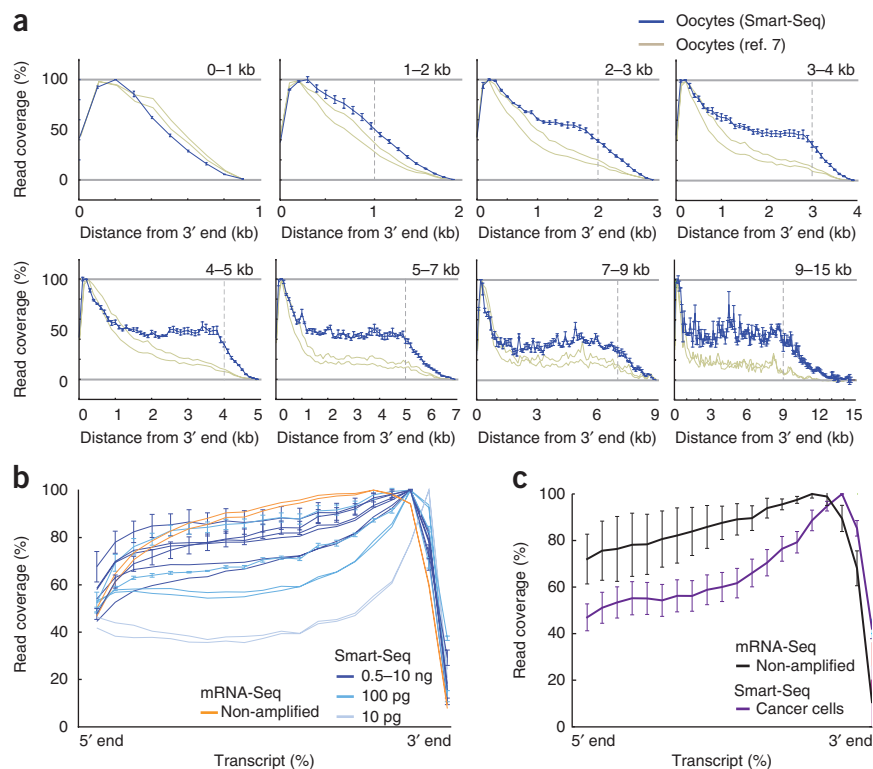 a
Oocytes (Smart-Seq)
Oocytes (ref. 7)
Read coverage (%)
100
50
0
0–1 kb
1–2 kb
2–3 kb
3–4 kb
0 1
0 1 2
0 1 2 3
0 1 2 3 4
Distance from 3′ end (kb)
Distance from 3′ end (kb)
Distance from 3′ end (kb)
Distance from 3′ end (kb)
Read coverage (%)
100
50
0
4–5 kb
5–7 kb
7–9 kb
9–15 kb
0 1 2 3 4 5
0 1 2 3 4 5 6 7
0 3 6 9
0 3 6 9 12 15
Distance from 3′ end (kb)
Distance from 3′ end (kb)
Distance from 3′ end (kb)
Distance from 3′ end (kb)
b
Read coverage (%)
100
80
60
40
20
0
mRNA-Seq
Non-amplified
Smart-Seq
0.5–10 ng
100 pg
10 pg
5′ end
3′ end
Transcript (%)
c
Read coverage (%)
100
80
60
40
20
0
mRNA-Seq
Non-amplified
Smart-Seq
Cancer cells
5′ end
3′ end
Transcript (%)